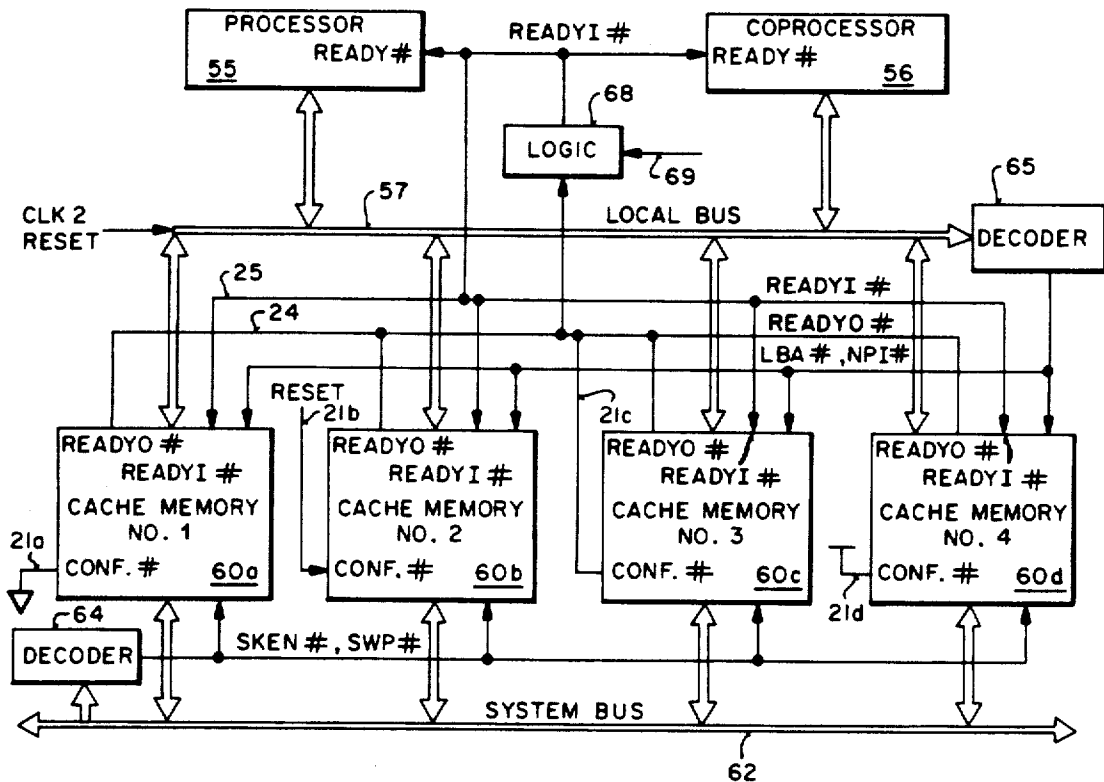 PROCESSOR
READY#
55
READYI #
COPROCESSOR
READY#
56
68
LOGIC
69
65
CLK 2
RESET
57
LOCAL BUS
DECODER
25
READYI #
24
READYO #
LBA# ,NPI#
RESET
21b
21c
READYO #
READYI #
CACHE MEMORY
NO. 1
CONF. #
60a
21a
READYO #
READYI #
CACHE MEMORY
NO. 2
CONF. #
60b
READYO #
READYI #
CACHE MEMORY
NO. 3
CONF. #
60c
READYO #
READYI #
CACHE MEMORY
NO. 4
CONF. #
60d
21d
64
DECODER
SKEN # , SWP#
SYSTEM BUS
62